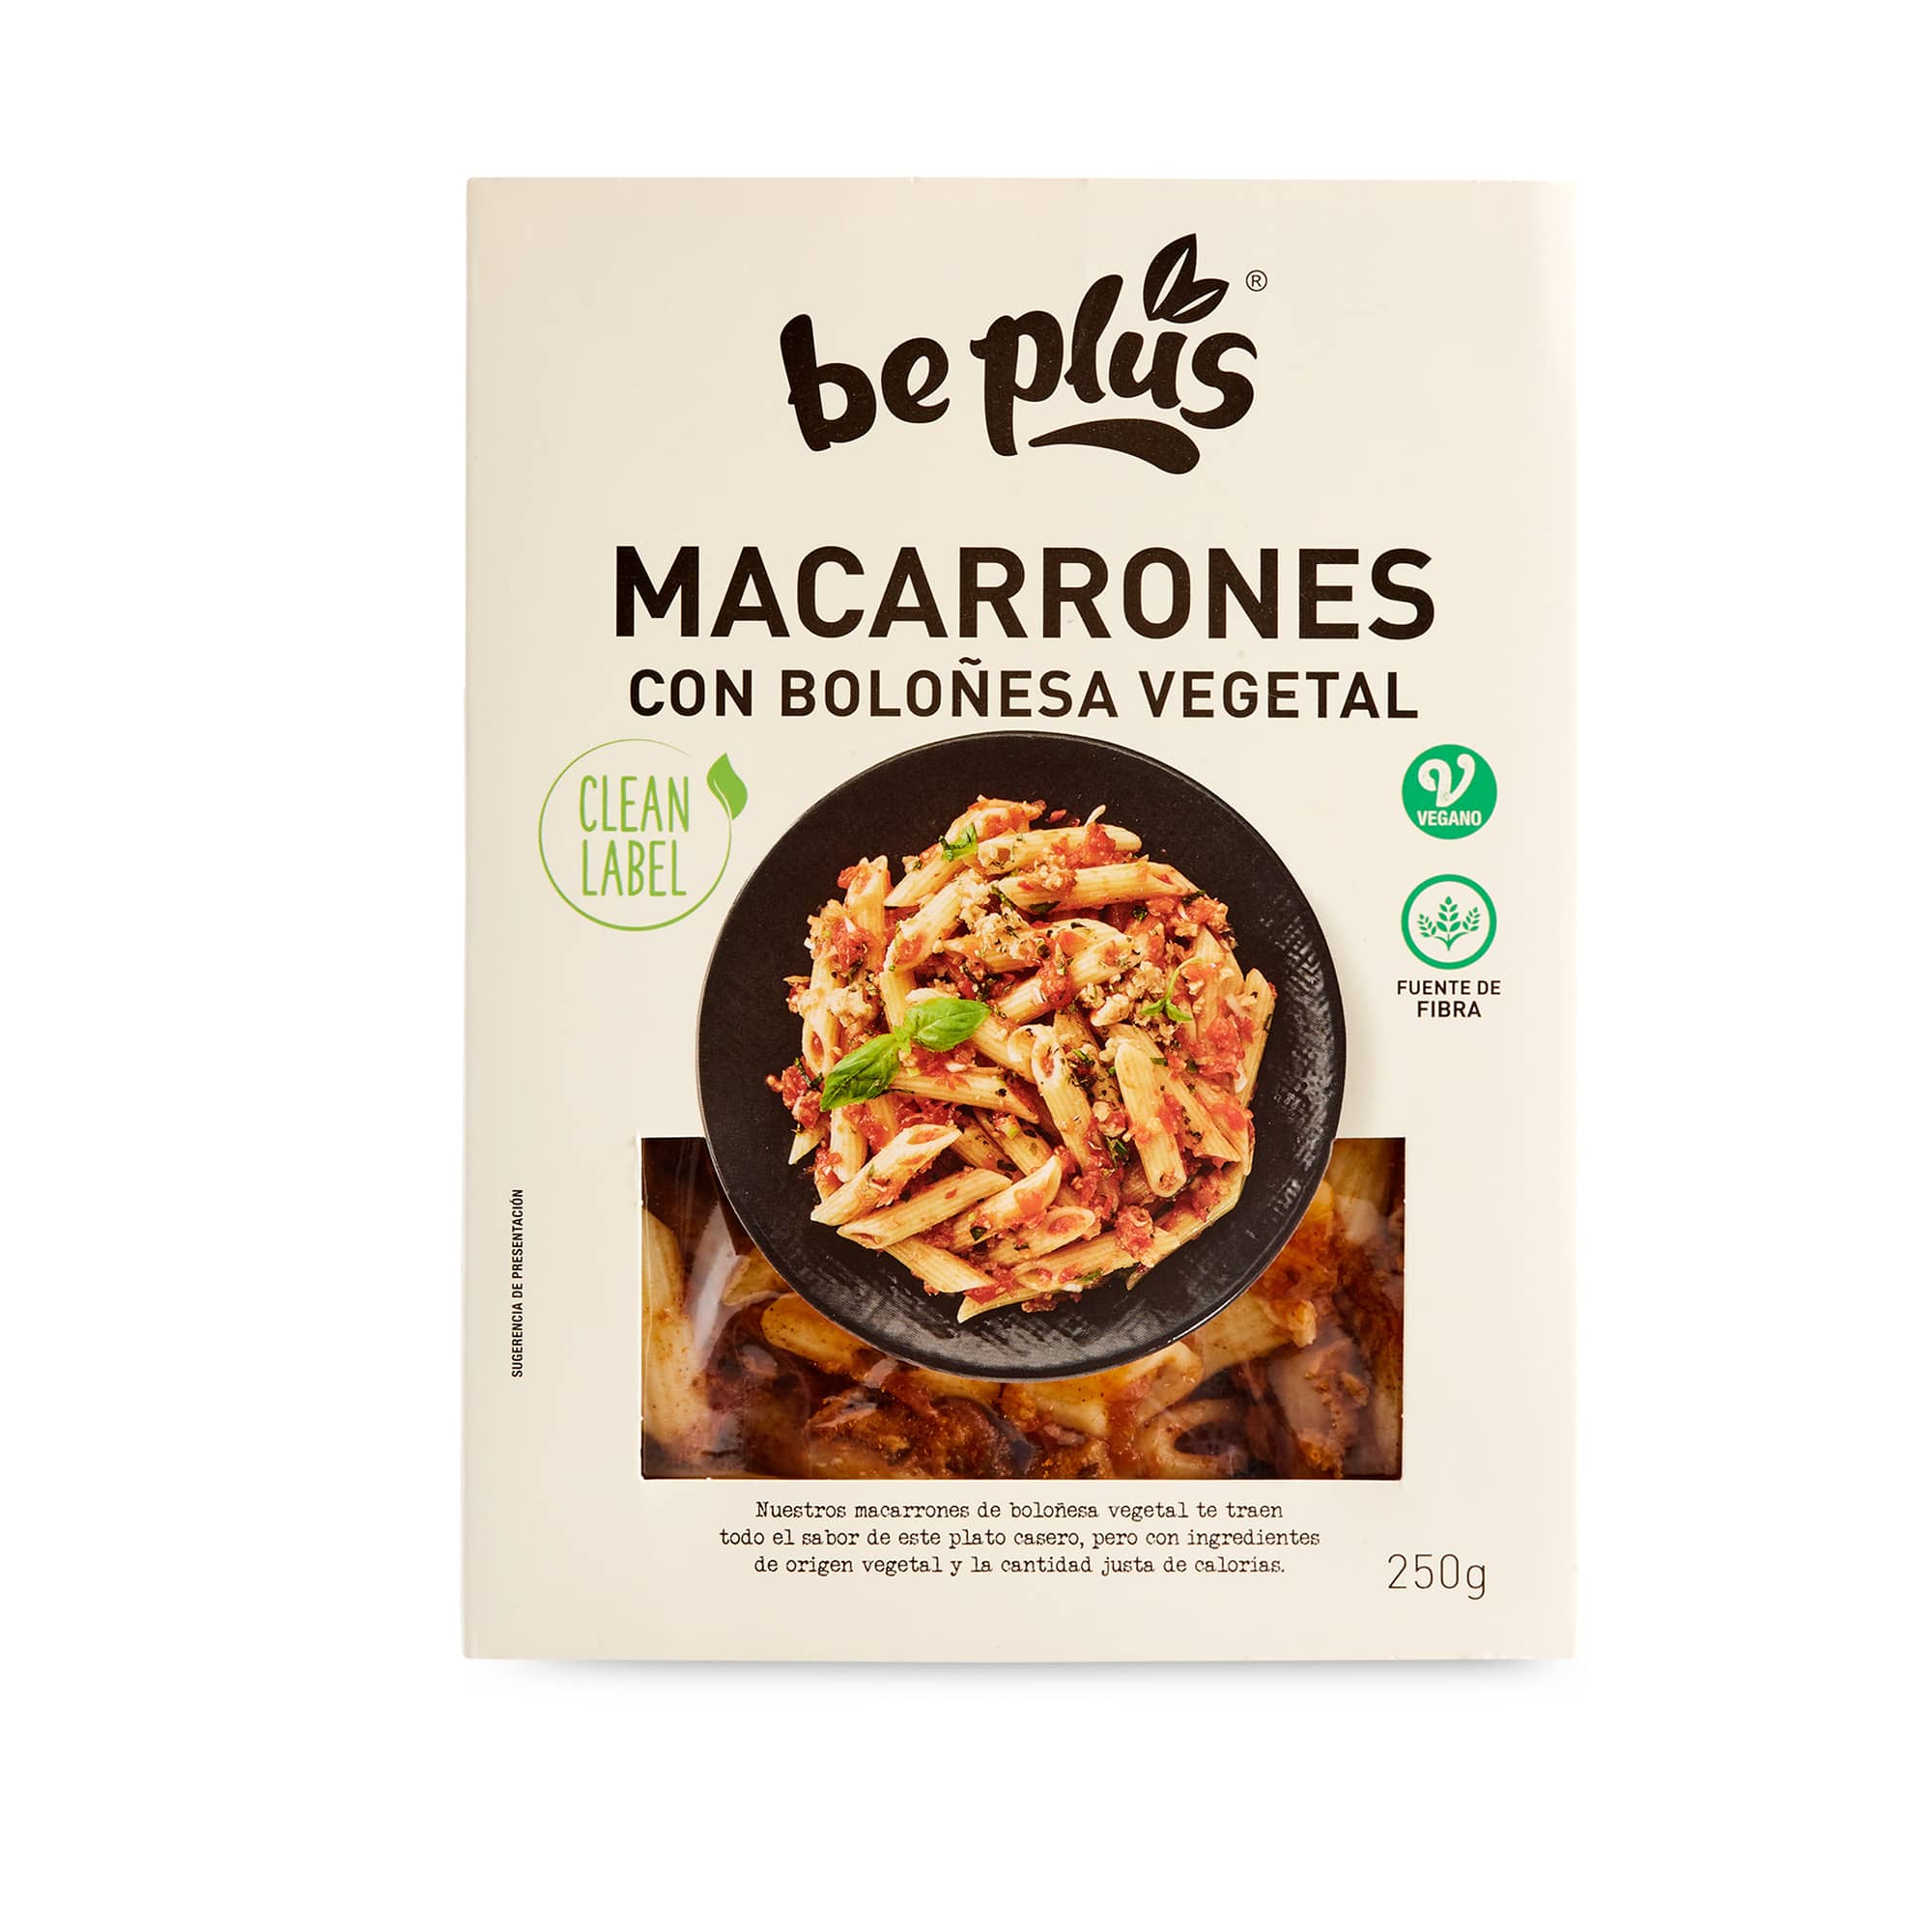 be plus®
MACARRONES
CON BOLOÑESA VEGETAL
CLEAN
LABEL
VEGANO
FUENTE DE
FIBRA
SUGERENCIA DE PRESENTACIÓN
Nuestros macarrones de boloñesa vegetal te traen
todo el sabor de este plato casero, pero con ingredientes
de origen vegetal y la cantidad justa de calorías.
250g